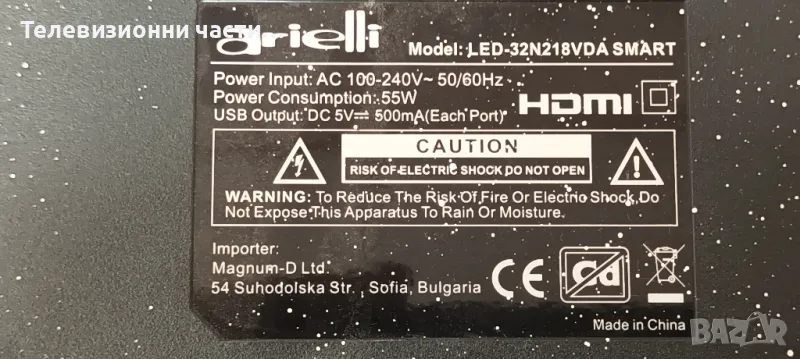 Телевизионни части
arielli
Model: LED-32N218VDA SMART
Power Input: AC 100-240V~ 50/60Hz
Power Consumption: 55W
USB Output: DC 5V⎓ 500mA(Each Port)
HDMI
CAUTION
RISK OF ELECTRIC SHOCK DO NOT OPEN
WARNING: To Reduce The Risk Of Fire Or Electric Shock,Do
Not Expose This Apparatus To Rain Or Moisture.
Importer:
Magnum-D Ltd.
54 Suhodolska Str. , Sofia, Bulgaria
CE
Cd
Made in China
BAZAR